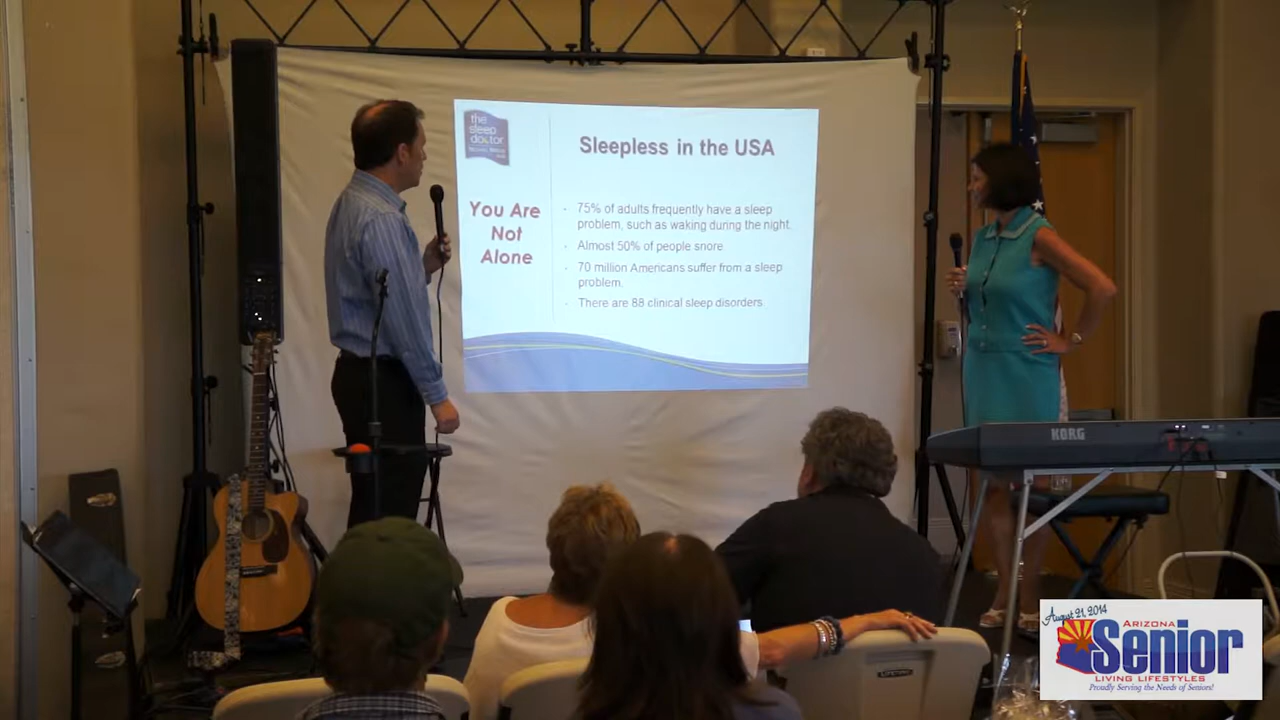 the
sleep
doctor
Sleepless in the USA
You Are
Not
Alone
- 75% of adults frequently have a sleep
problem, such as waking during the night.
- Almost 50% of people snore
- 70 million Americans suffer from a sleep
problem.
- There are 88 clinical sleep disorders.
KORG
LIFETIME
August 21, 2014
ARIZONA
Senior
LIVING LIFESTYLES
Proudly Serving the Needs of Seniors!